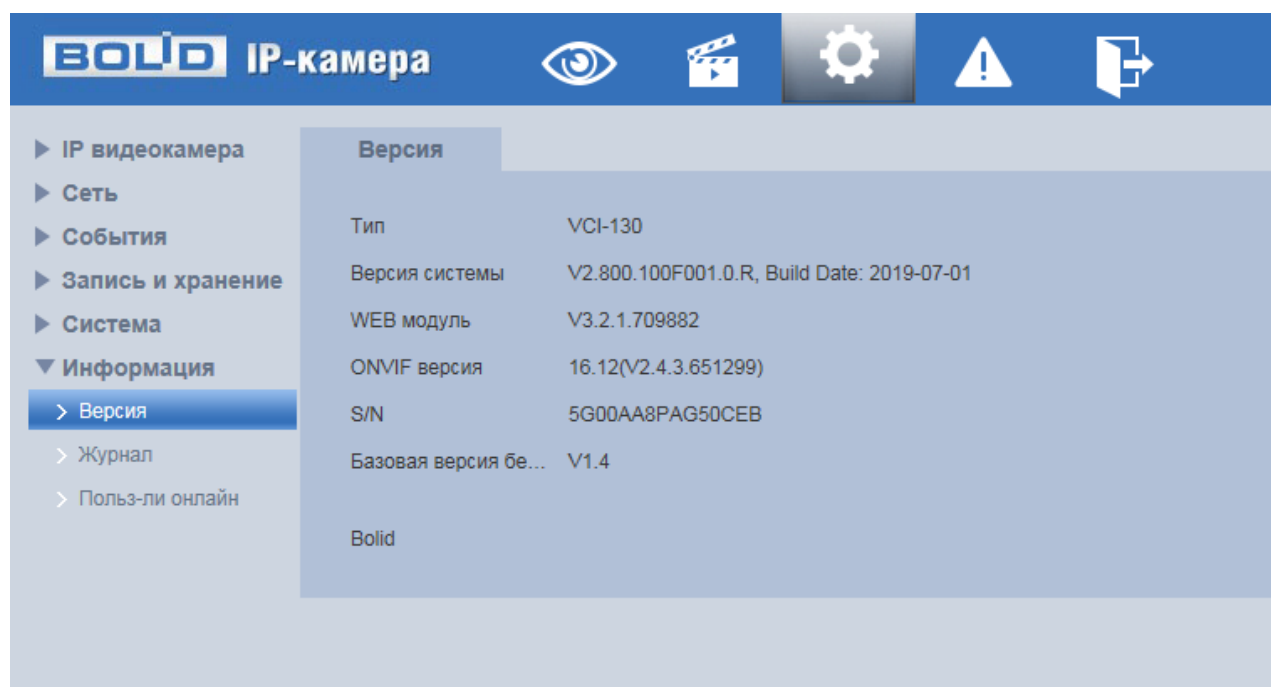 BOLID IP-камера
IP видеокамера
Сеть
События
Запись и хранение
Система
Информация
Версия
Журнал
Польз-ли онлайн
Версия
Тип VCI-130
Версия системы V2.800.100F001.0.R, Build Date: 2019-07-01
WEB модуль V3.2.1.709882
ONVIF версия 16.12(V2.4.3.651299)
S/N 5G00AA8PAG50CEB
Базовая версия бе... V1.4
Bolid